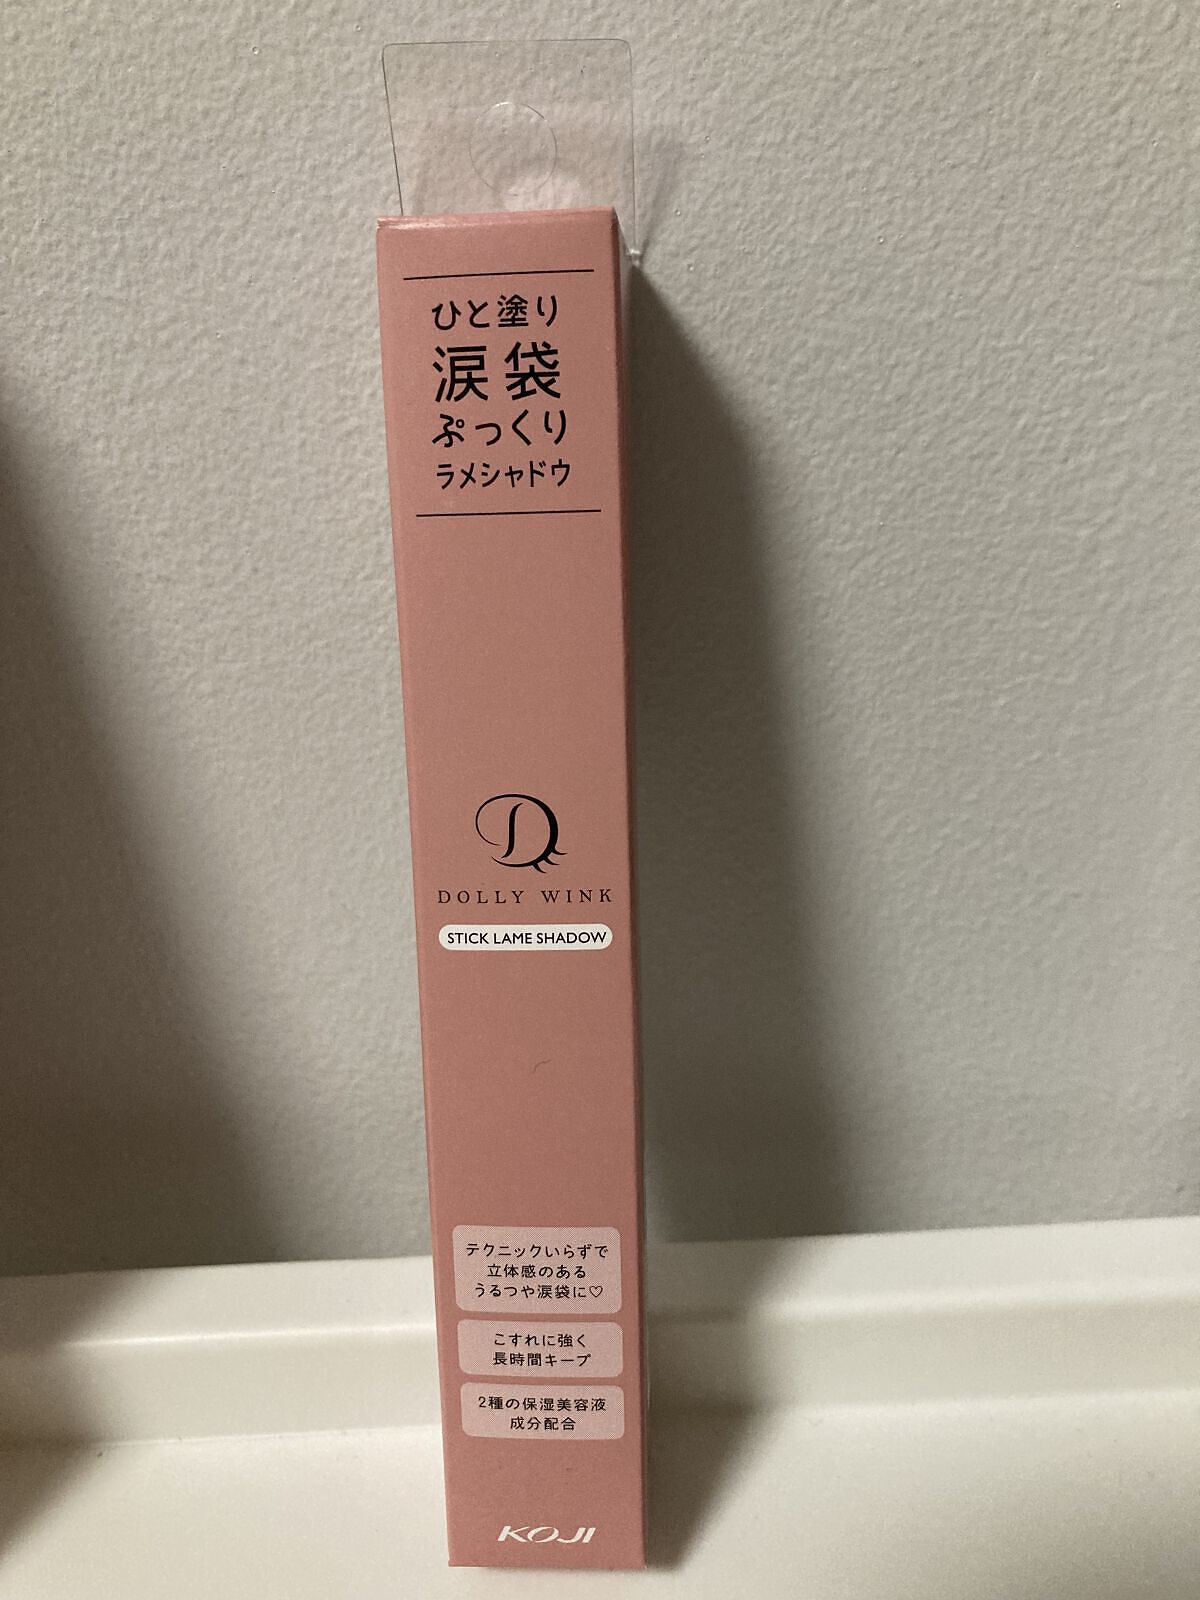 ひと塗り
涙袋
ぷっくり
ラメシャドウ
DOLLY WINK
STICK LAME SHADOW
テクニックいらずで
立体感のある
うるつや涙袋に♡
こすれに強く
長時間キープ
2種の保湿美容液
成分配合
KOJI